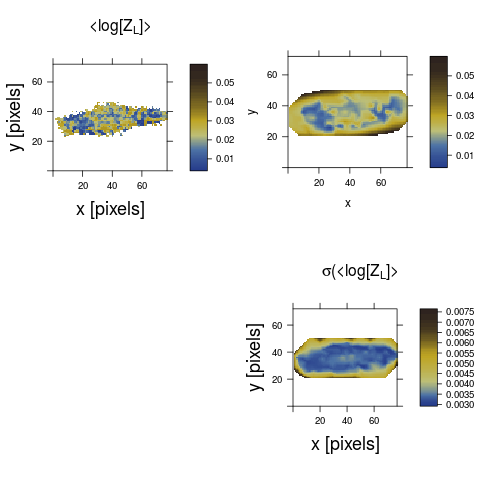 <log[Z_L]>
60
40
20
y [pixels]
20 40 60
x [pixels]
0.05
0.04
0.03
0.02
0.01
60
40
20
y
20 40 60
x
0.05
0.04
0.03
0.02
0.01
σ(<log[Z_L]>
60
40
20
y [pixels]
20 40 60
x [pixels]
0.0075
0.0070
0.0065
0.0060
0.0055
0.0050
0.0045
0.0040
0.0035
0.0030